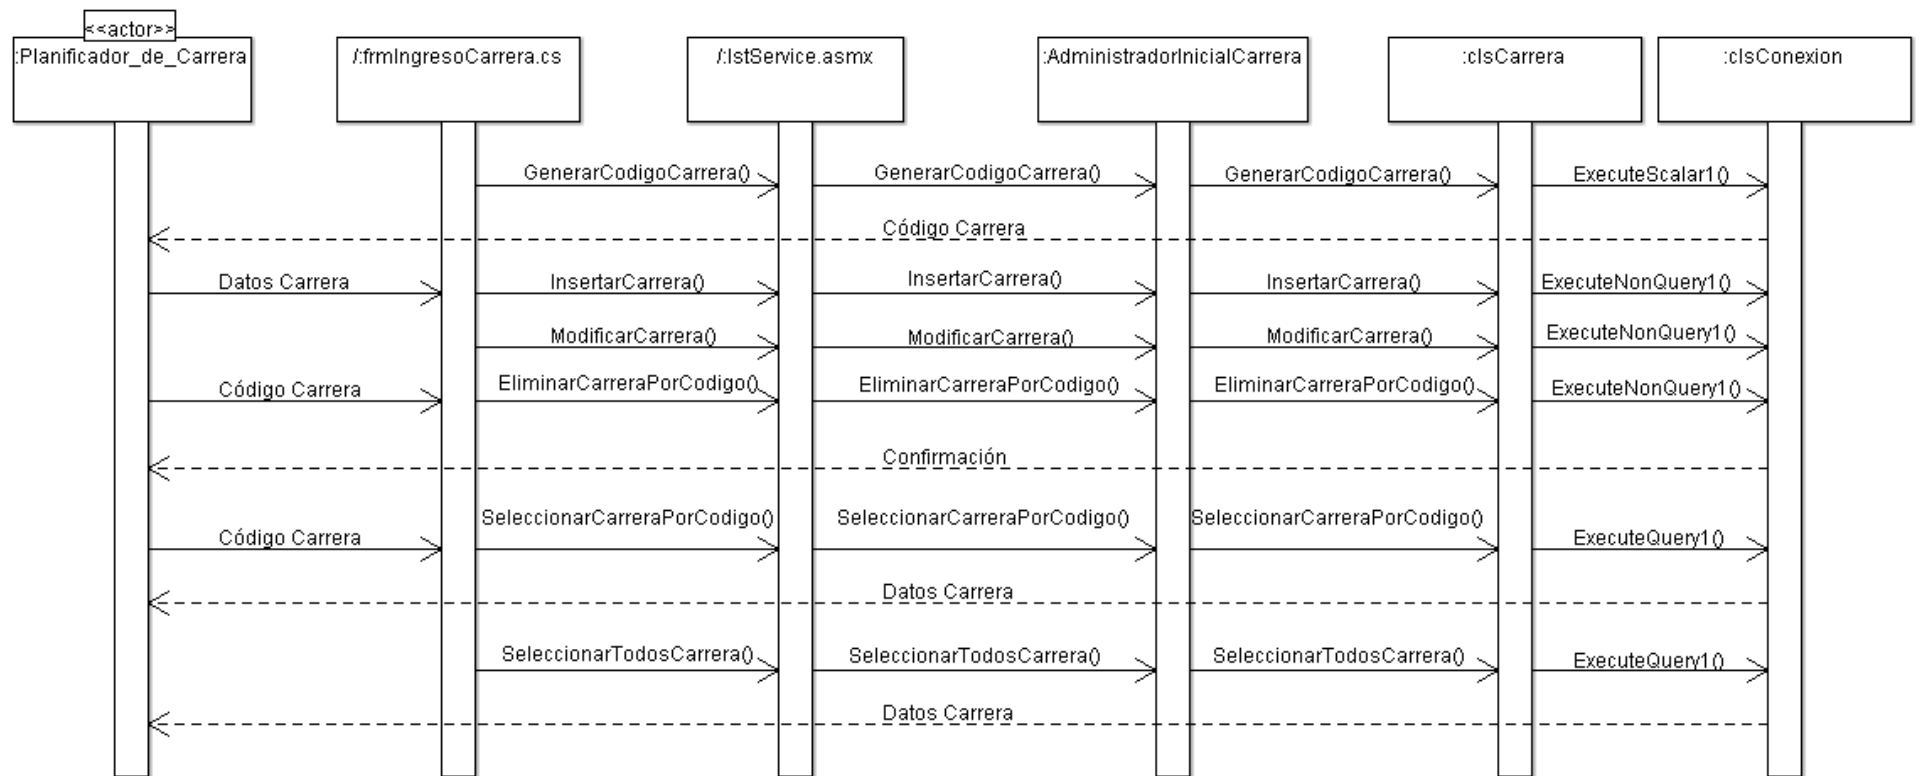 <<actor>>
:Planificador_de_Carrera
/:frmIngresoCarrera.cs
/:IstService.asmx
:AdministradorInicialCarrera
:clsCarrera
:clsConexion
GenerarCodigoCarrera()
GenerarCodigoCarrera()
GenerarCodigoCarrera()
ExecuteScalar1()
Código Carrera
Datos Carrera
InsertarCarrera()
InsertarCarrera()
InsertarCarrera()
ExecuteNonQuery1()
ModificarCarrera()
ModificarCarrera()
ModificarCarrera()
ExecuteNonQuery1()
Código Carrera
EliminarCarreraPorCodigo()
EliminarCarreraPorCodigo()
EliminarCarreraPorCodigo()
ExecuteNonQuery1()
Confirmación
Código Carrera
SeleccionarCarreraPorCodigo()
SeleccionarCarreraPorCodigo()
SeleccionarCarreraPorCodigo()
ExecuteQuery1()
Datos Carrera
SeleccionarTodosCarrera()
SeleccionarTodosCarrera()
SeleccionarTodosCarrera()
ExecuteQuery1()
Datos Carrera